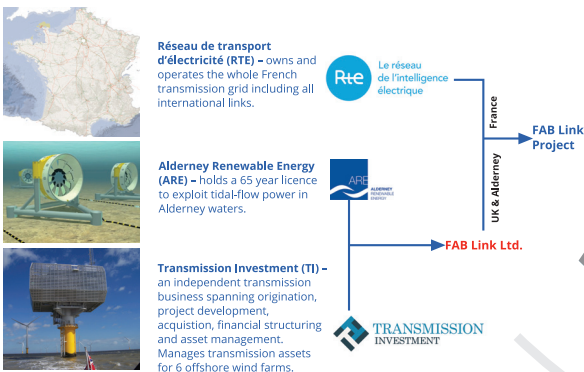 Réseau de transport
d'électricité (RTE) – owns and
operates the whole French
transmission grid including all
international links.
Rte
Le réseau
de l'intelligence
électrique
France
UK & Alderney
FAB Link
Project
Alderney Renewable Energy
(ARE) – holds a 65 year licence
to exploit tidal-flow power in
Alderney waters.
ARE
ALDERNEY
RENEWABLE
ENERGY
FAB Link Ltd.
Transmission Investment (TI) –
an independent transmission
business spanning origination,
project development,
acquistion, financial structuring
and asset management.
Manages transmission assets
for 6 offshore wind farms.
TRANSMISSION
INVESTMENT